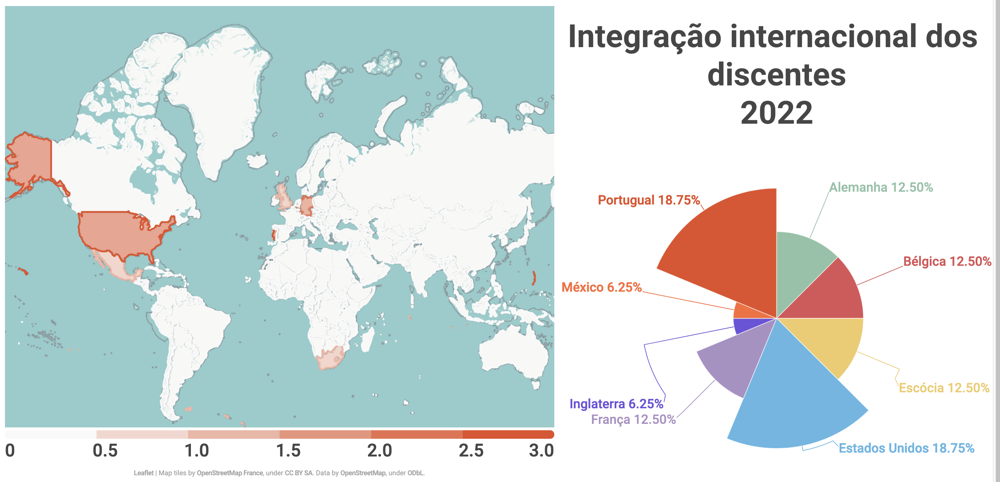 Integração internacional dos
discentes
2022
Portugual 18.75%
Alemanha 12.50%
Bélgica 12.50%
México 6.25%
Escócia 12.50%
Inglaterra 6.25%
França 12.50%
Estados Unidos 18.75%
0 0.5 1.0 1.5 2.0 2.5 3.0
Leaflet | Map tiles by OpenStreetMap France, under CC BY SA. Data by OpenStreetMap, under ODbL.